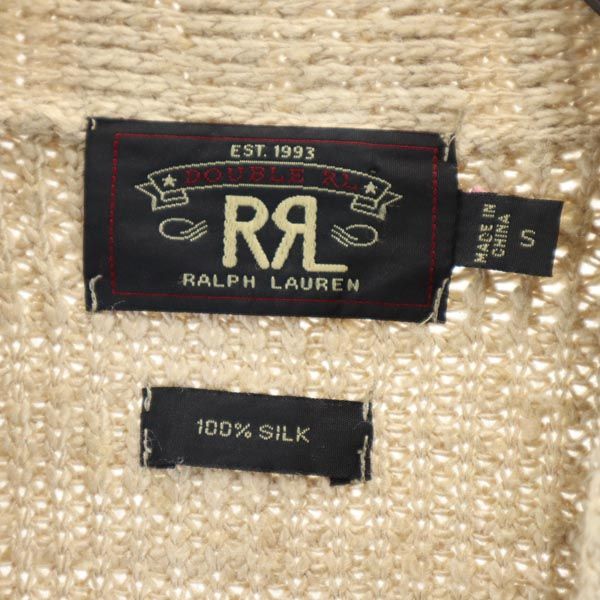 EST. 1993
DOUBLE RL
RRL
RALPH LAUREN
MADE IN
CHINA
S
100% SILK